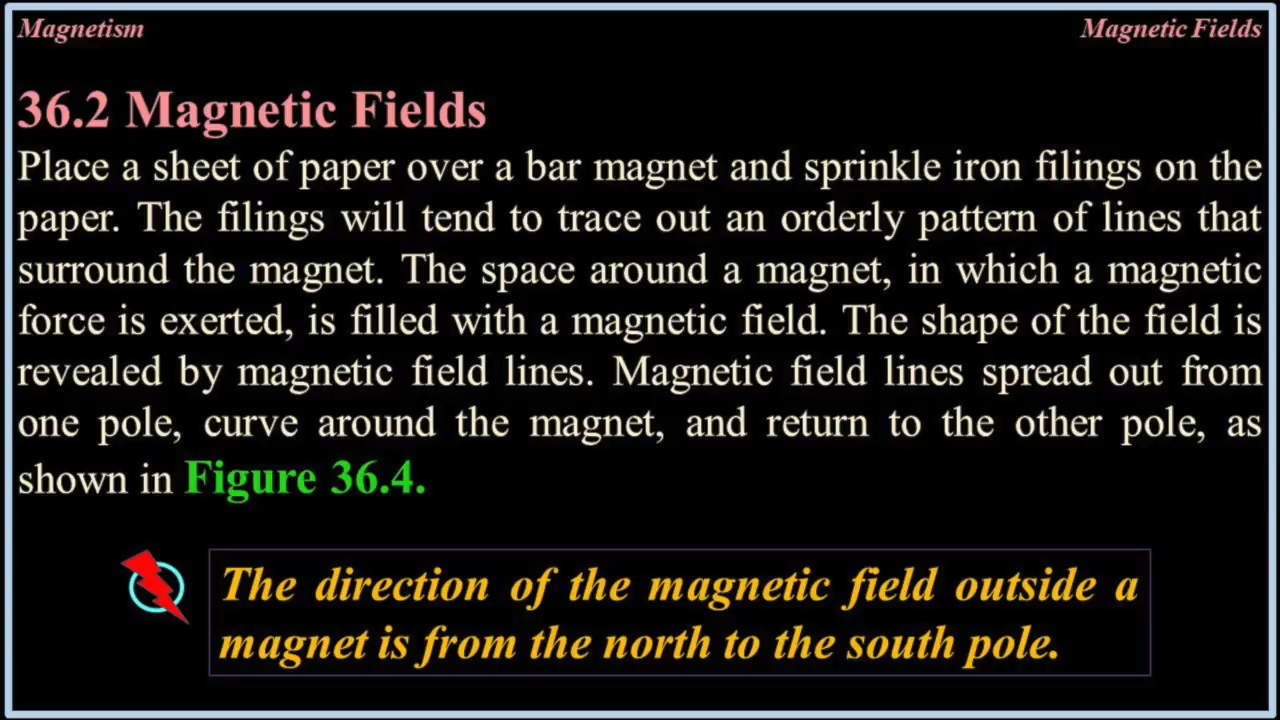 Magnetism
Magnetic Fields
36.2 Magnetic Fields
Place a sheet of paper over a bar magnet and sprinkle iron filings on the
paper. The filings will tend to trace out an orderly pattern of lines that
surround the magnet. The space around a magnet, in which a magnetic
force is exerted, is filled with a magnetic field. The shape of the field is
revealed by magnetic field lines. Magnetic field lines spread out from
one pole, curve around the magnet, and return to the other pole, as
shown in Figure 36.4.
The direction of the magnetic field outside a
magnet is from the north to the south pole.